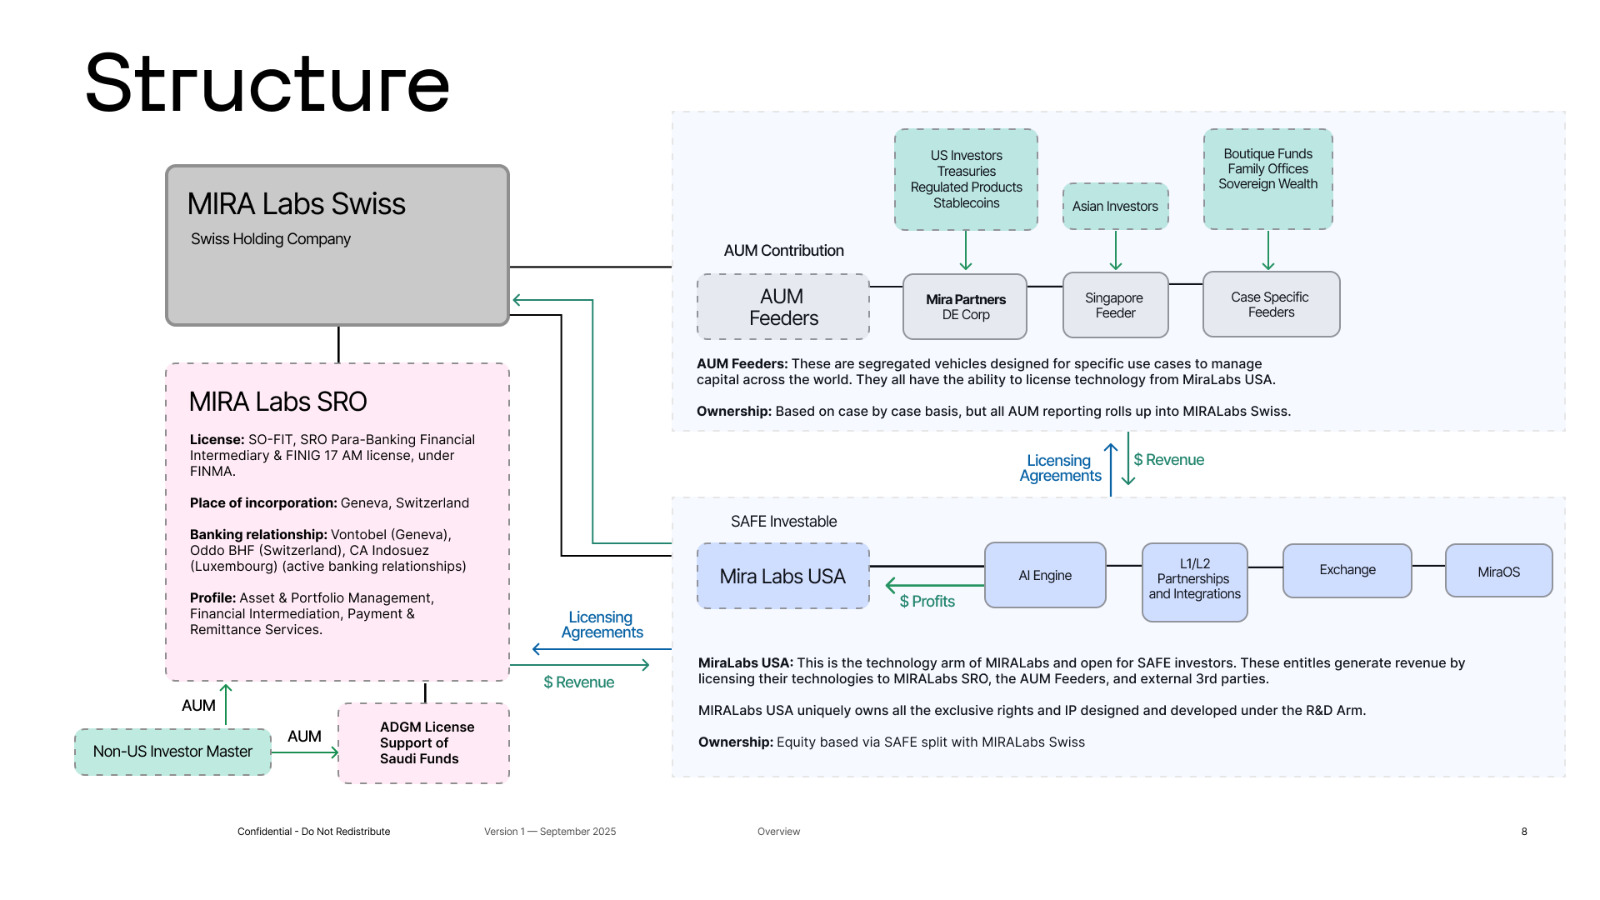 Structure
MIRA Labs Swiss
Swiss Holding Company
MIRA Labs SRO
License: SO-FIT, SRO Para-Banking Financial
Intermediary & FINIG 17 AM license, under
FINMA.
Place of incorporation: Geneva, Switzerland
Banking relationship: Vontobel (Geneva),
Oddo BHF (Switzerland), CA Indosuez
(Luxembourg) (active banking relationships)
Profile: Asset & Portfolio Management,
Financial Intermediation, Payment &
Remittance Services.
AUM
Non-US Investor Master
AUM
ADGM License
Support of
Saudi Funds
Licensing
Agreements
$ Revenue
US Investors
Treasuries
Regulated Products
Stablecoins
Asian Investors
Boutique Funds
Family Offices
Sovereign Wealth
AUM Contribution
AUM
Feeders
Mira Partners
DE Corp
Singapore
Feeder
Case Specific
Feeders
AUM Feeders: These are segregated vehicles designed for specific use cases to manage
capital across the world. They all have the ability to license technology from MiraLabs USA.
Ownership: Based on case by case basis, but all AUM reporting rolls up into MIRALabs Swiss.
Licensing
Agreements
$ Revenue
SAFE Investable
Mira Labs USA
$ Profits
AI Engine
L1/L2
Partnerships
and Integrations
Exchange
MiraOS
MiraLabs USA: This is the technology arm of MIRALabs and open for SAFE investors. These entitles generate revenue by
licensing their technologies to MIRALabs SRO, the AUM Feeders, and external 3rd parties.
MIRALabs USA uniquely owns all the exclusive rights and IP designed and developed under the R&D Arm.
Ownership: Equity based via SAFE split with MIRALabs Swiss
Confidential - Do Not Redistribute
Version 1 — September 2025
Overview
8